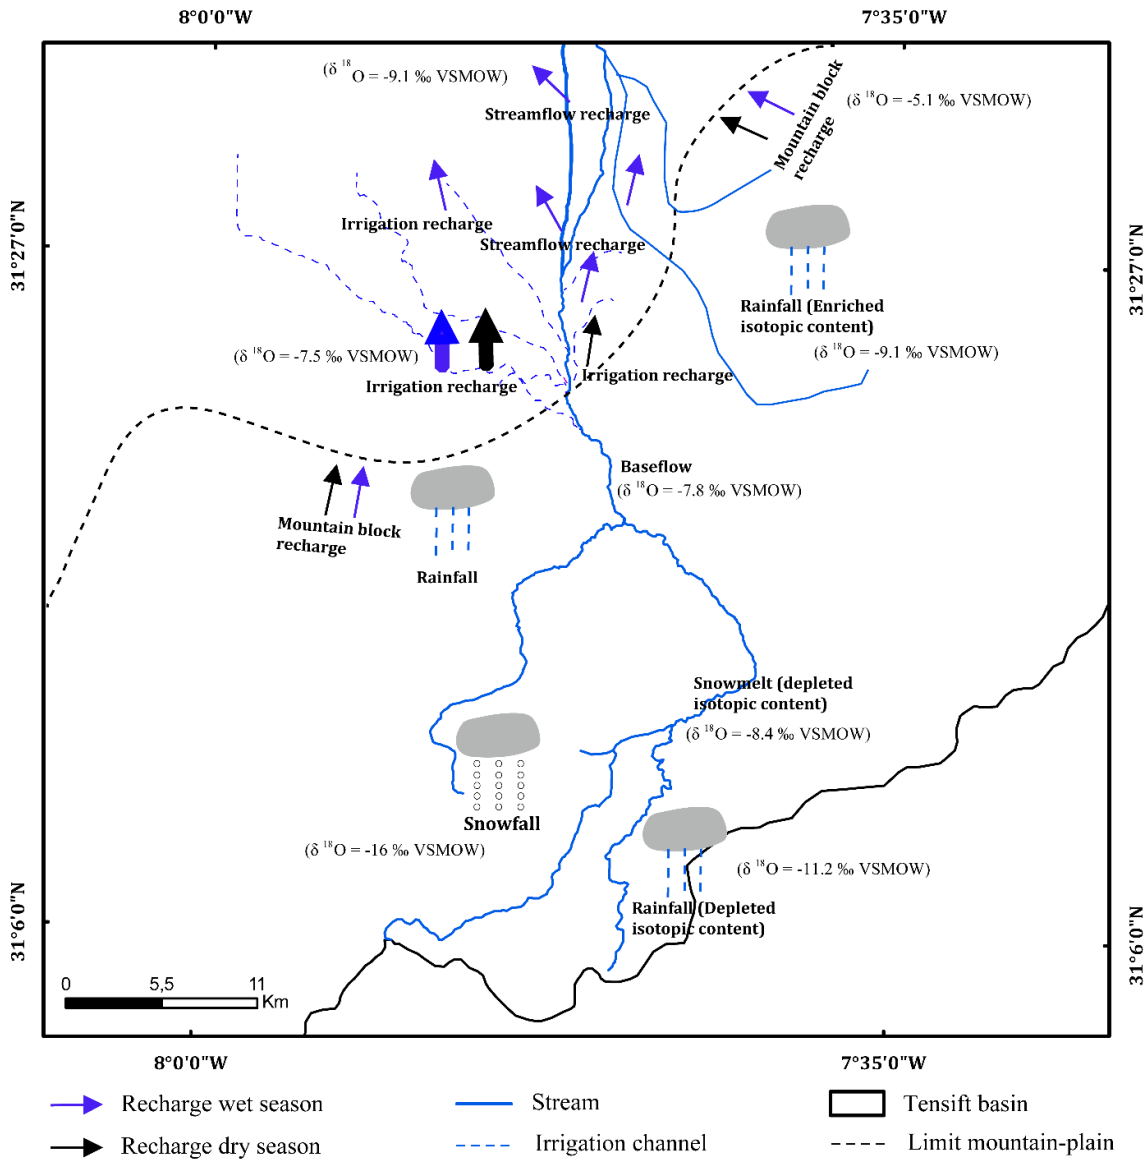 8°0'0"W
7°35'0"W
(δ 18O = -9.1 ‰ VSMOW)
Streamflow recharge
Mountain block
recharge
(δ 18O = -5.1 ‰ VSMOW)
31°27'0"N
31°27'0"N
Irrigation recharge
Streamflow recharge
Rainfall (Enriched
isotopic content)
(δ 18O = -9.1 ‰ VSMOW)
(δ 18O = -7.5 ‰ VSMOW)
Irrigation recharge
Irrigation recharge
Baseflow
(δ 18O = -7.8 ‰ VSMOW)
Mountain block
recharge
Rainfall
Snowmelt (depleted
isotopic content)
(δ 18O = -8.4 ‰ VSMOW)
Snowfall
(δ 18O = -16 ‰ VSMOW)
(δ 18O = -11.2 ‰ VSMOW)
Rainfall (Depleted
isotopic content)
31°6'0"N
31°6'0"N
0 5,5 11
Km
8°0'0"W
7°35'0"W
Recharge wet season
Stream
Tensift basin
Recharge dry season
Irrigation channel
Limit mountain-plain